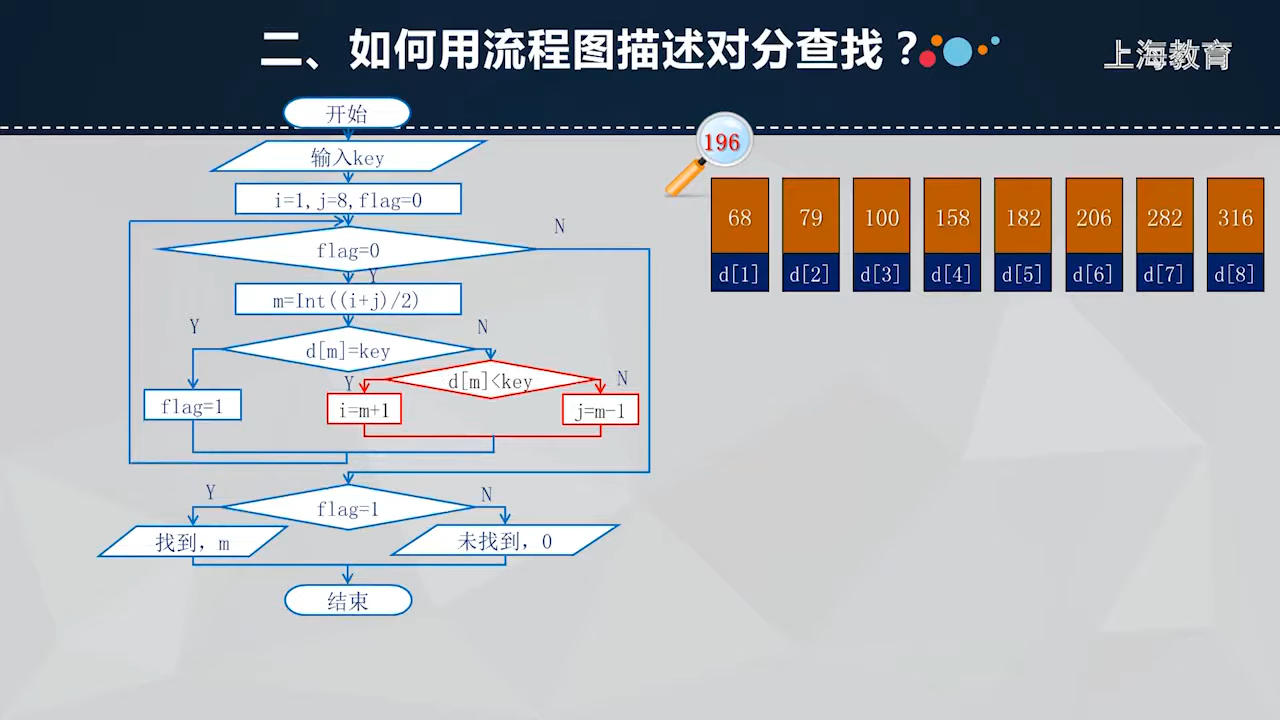 二、如何用流程图描述对分查找？
上海教育
开始
输入key
i=1,j=8,flag=0
flag=0
N
Y
m=Int((i+j)/2)
d[m]=key
Y
N
d[m]<key
Y
N
flag=1
i=m+1
j=m-1
flag=1
Y
N
找到，m
未找到，0
结束
196
68 79 100 158 182 206 282 316
d[1] d[2] d[3] d[4] d[5] d[6] d[7] d[8]